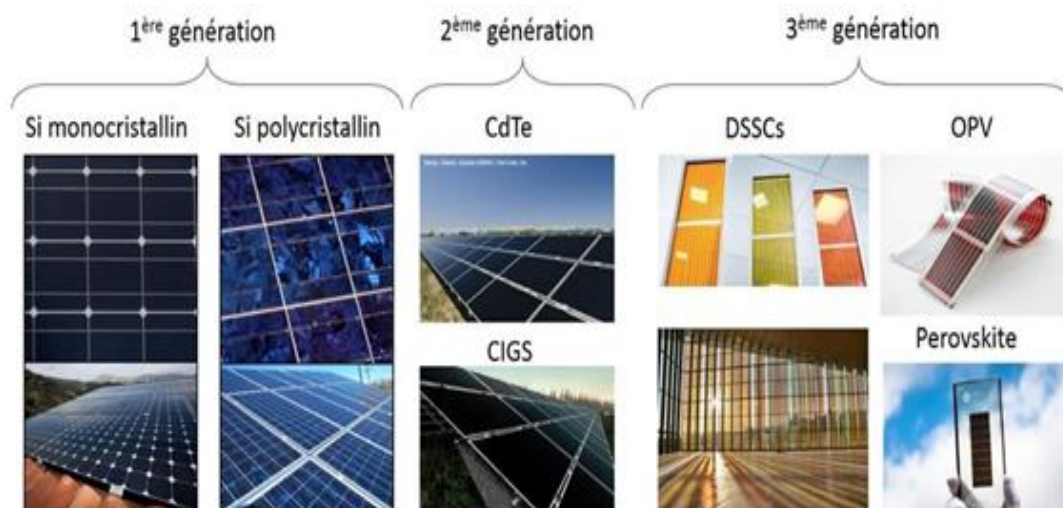 1ère génération
2ème génération
3ème génération
Si monocristallin
Si polycristallin
CdTe
DSSCs
OPV
CIGS
Perovskite